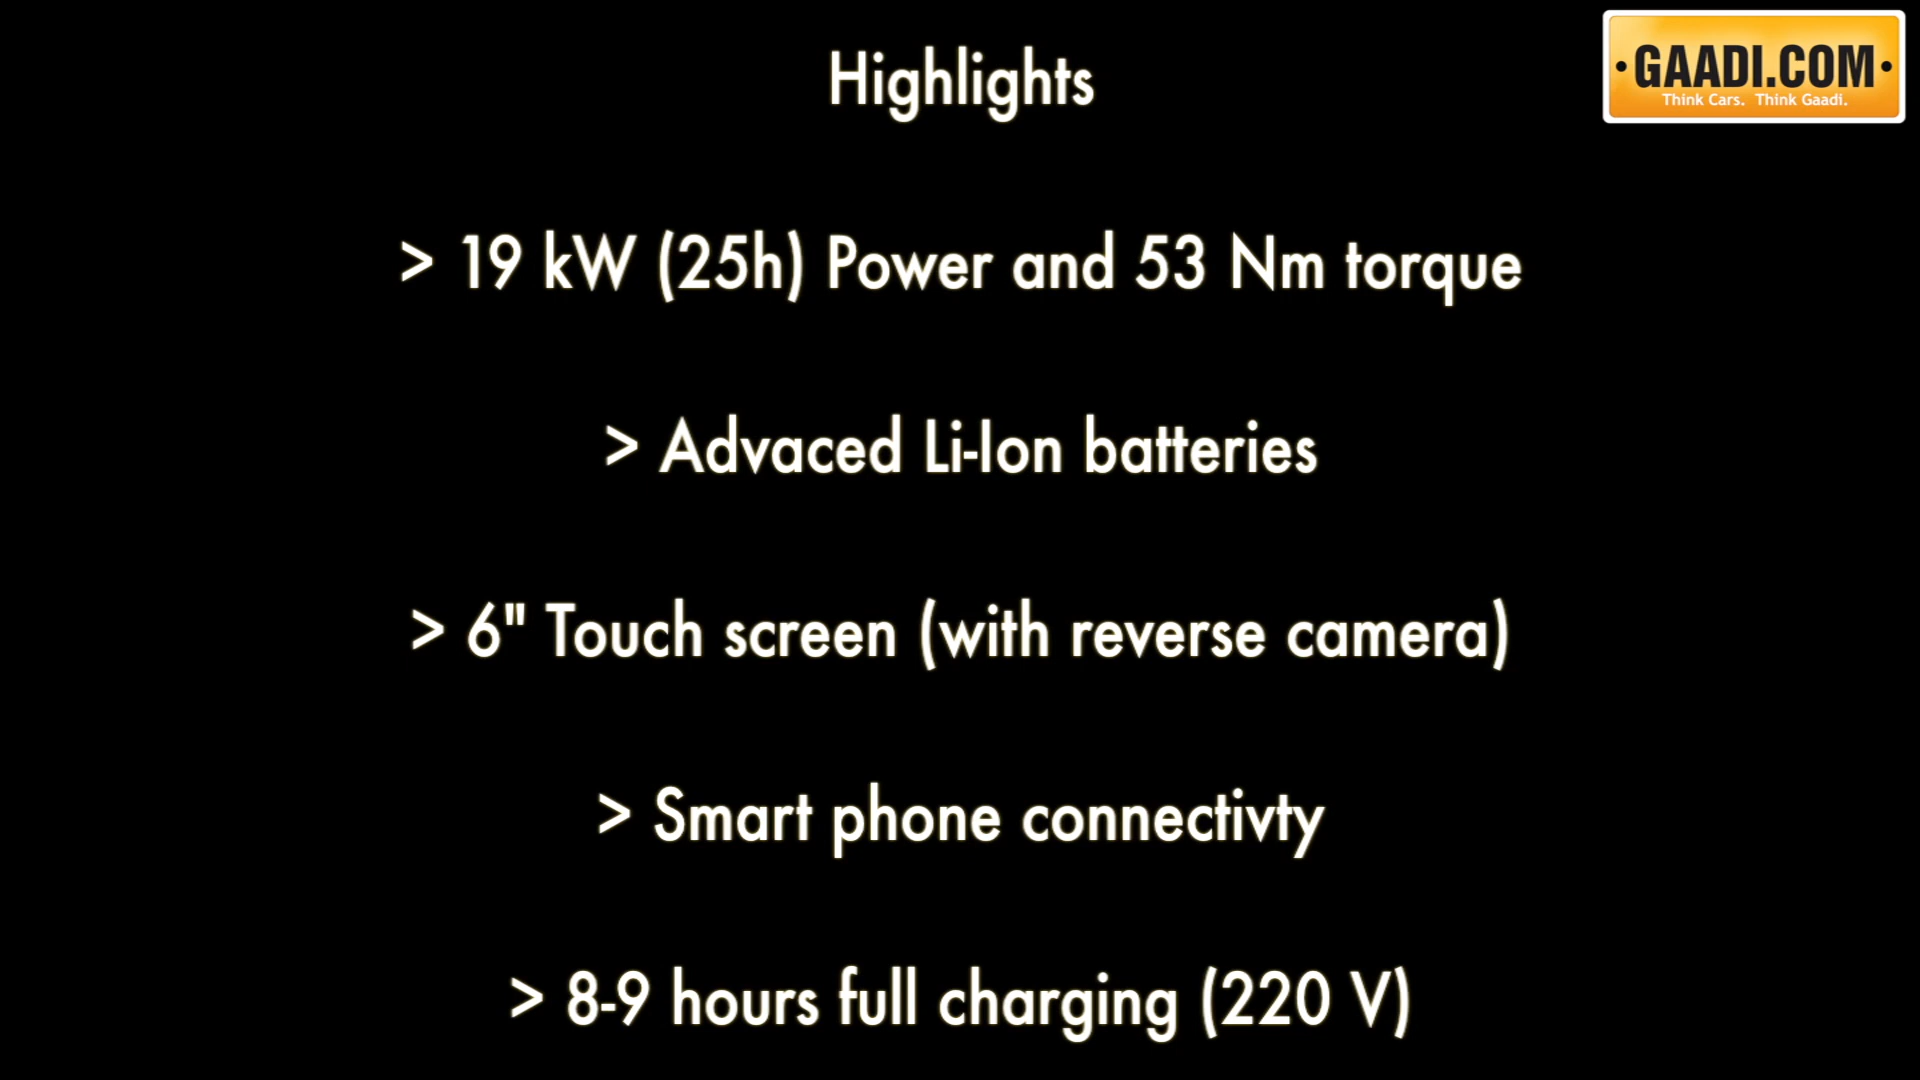 Highlights
GAADI.COM
Think Cars. Think Gaadi.
> 19 kW (25h) Power and 53 Nm torque
> Advaced Li-Ion batteries
> 6" Touch screen (with reverse camera)
> Smart phone connectivty
> 8-9 hours full charging (220 V)